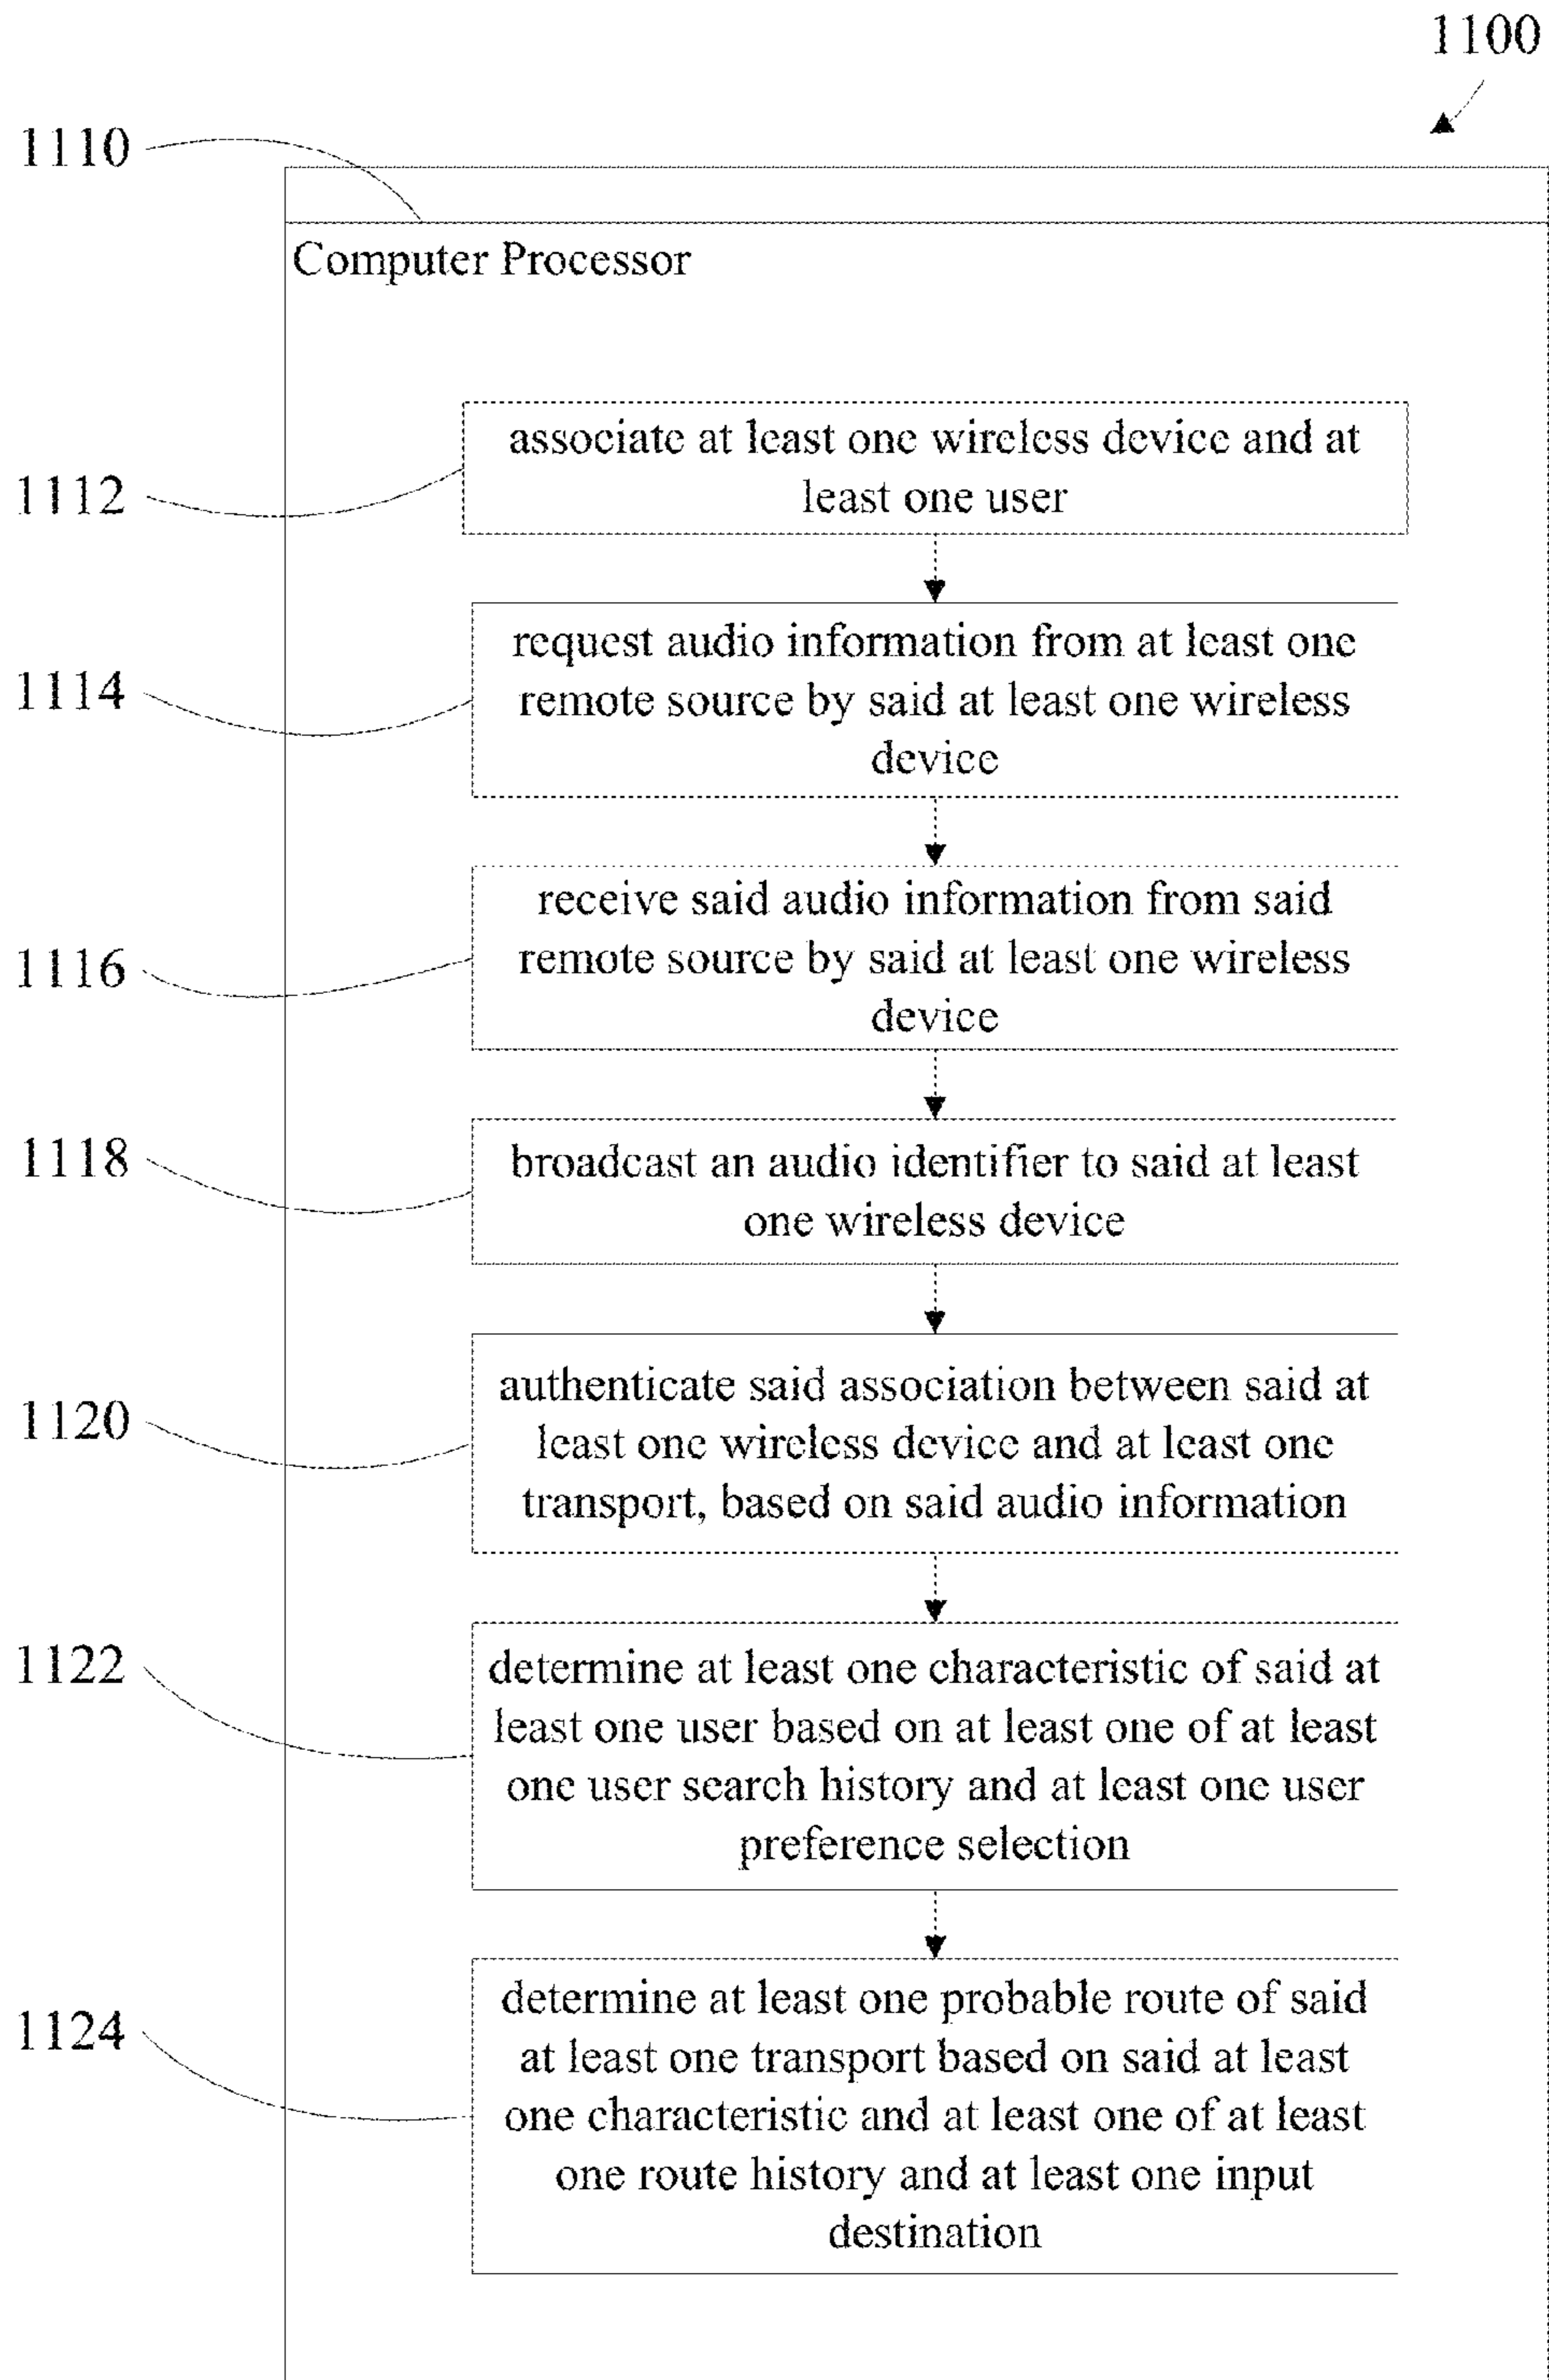 1100
1110
Computer Processor
associate at least one wireless device and at
least one user
1112
request audio information from at least one
remote source by said at least one wireless
device
1114
receive said audio information from said
remote source by said at least one wireless
device
1116
broadcast an audio identifier to said at least
one wireless device
1118
authenticate said association between said at
least one wireless device and at least one
transport, based on said audio information
1120
determine at least one characteristic of said at
least one user based on at least one of at least
one user search history and at least one user
preference selection
1122
determine at least one probable route of said
at least one transport based on said at least
one characteristic and at least one of at least
one route history and at least one input
destination
1124